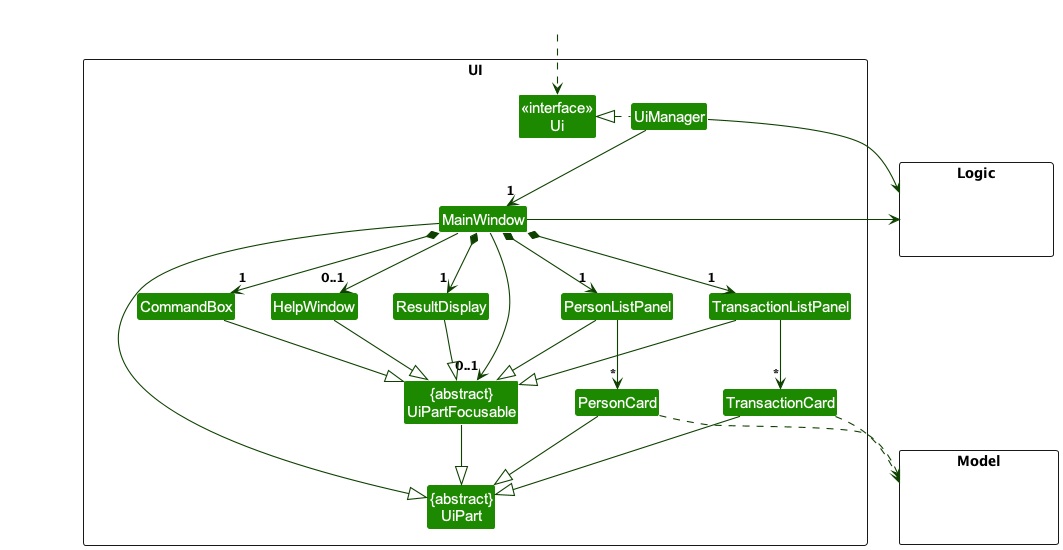 UI
«interface»
Ui
UiManager
Logic
1
MainWindow
1
0..1
1
1
1
CommandBox
HelpWindow
ResultDisplay
PersonListPanel
TransactionListPanel
0..1
*
*
{abstract}
UiPartFocusable
PersonCard
TransactionCard
Model
{abstract}
UiPart